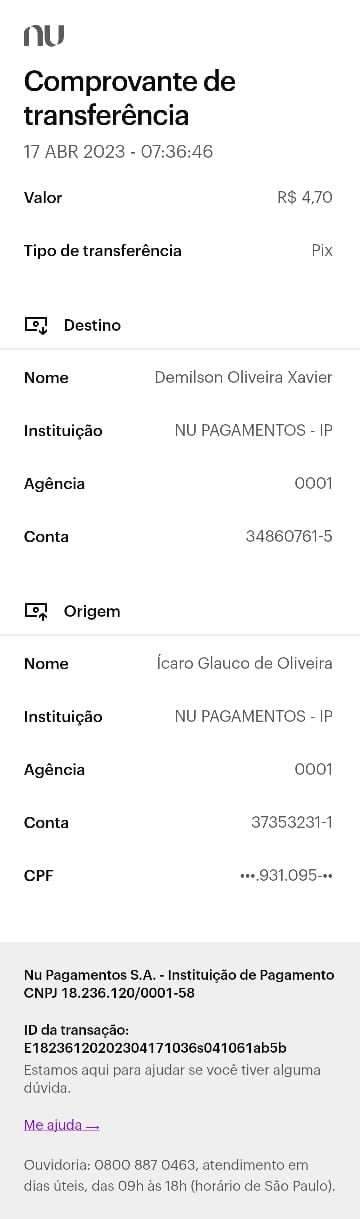 nu
Comprovante de
transferência
17 ABR 2023 - 07:36:46
Valor R$ 4,70
Tipo de transferência Pix
Destino
Nome Demilson Oliveira Xavier
Instituição NU PAGAMENTOS - IP
Agência 0001
Conta 34860761-5
Origem
Nome Ícaro Glauco de Oliveira
Instituição NU PAGAMENTOS - IP
Agência 0001
Conta 37353231-1
CPF •••.931.095-••
Nu Pagamentos S.A. - Instituição de Pagamento
CNPJ 18.236.120/0001-58
ID da transação:
E18236120202304171036s041061ab5b
Estamos aqui para ajudar se você tiver alguma
dúvida.
Me ajuda →
Ouvidoria: 0800 887 0463, atendimento em
dias úteis, das 09h às 18h (horário de São Paulo).